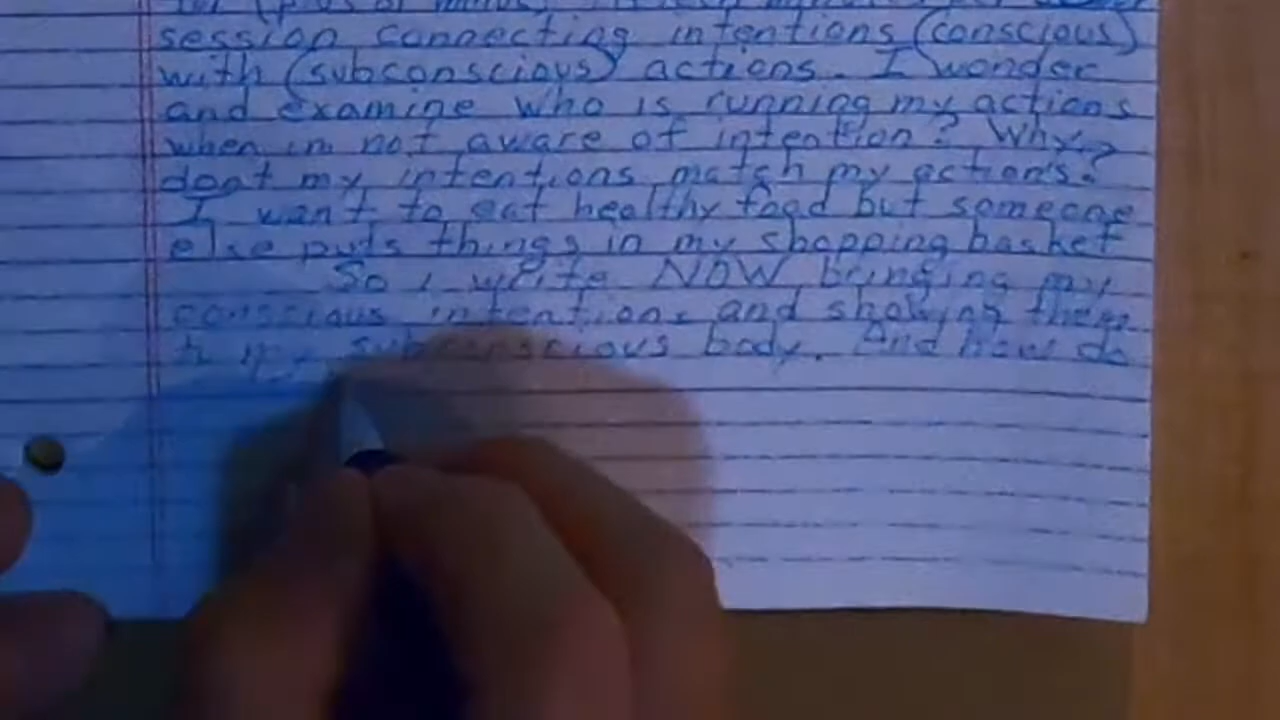 session connecting intentions (conscious)
with (subconscious) actions. I wonder
and examine who is running my actions
when im not aware of intention? Why
dont my intentions match my actions?
I want to eat healthy food but someone
else puts things in my shopping basket
So I write NOW bringing my
conscious intentions and showing them
to my subconscious body. And how do